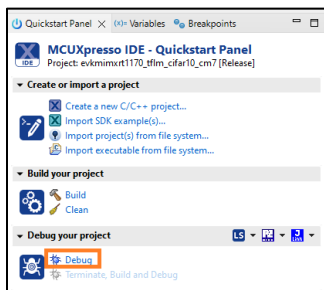 Quickstart Panel (x)= Variables Breakpoints
MCUXpresso IDE - Quickstart Panel
IDE
Project: evkmimxrt1170_tflm_cifar10_cm7 [Release]
Create or import a project
Create a new C/C++ project...
Import SDK example(s)...
Import project(s) from file system...
Import executable from file system...
Build your project
Build
Clean
Debug your project
LS
Debug
Terminate, Build and Debug